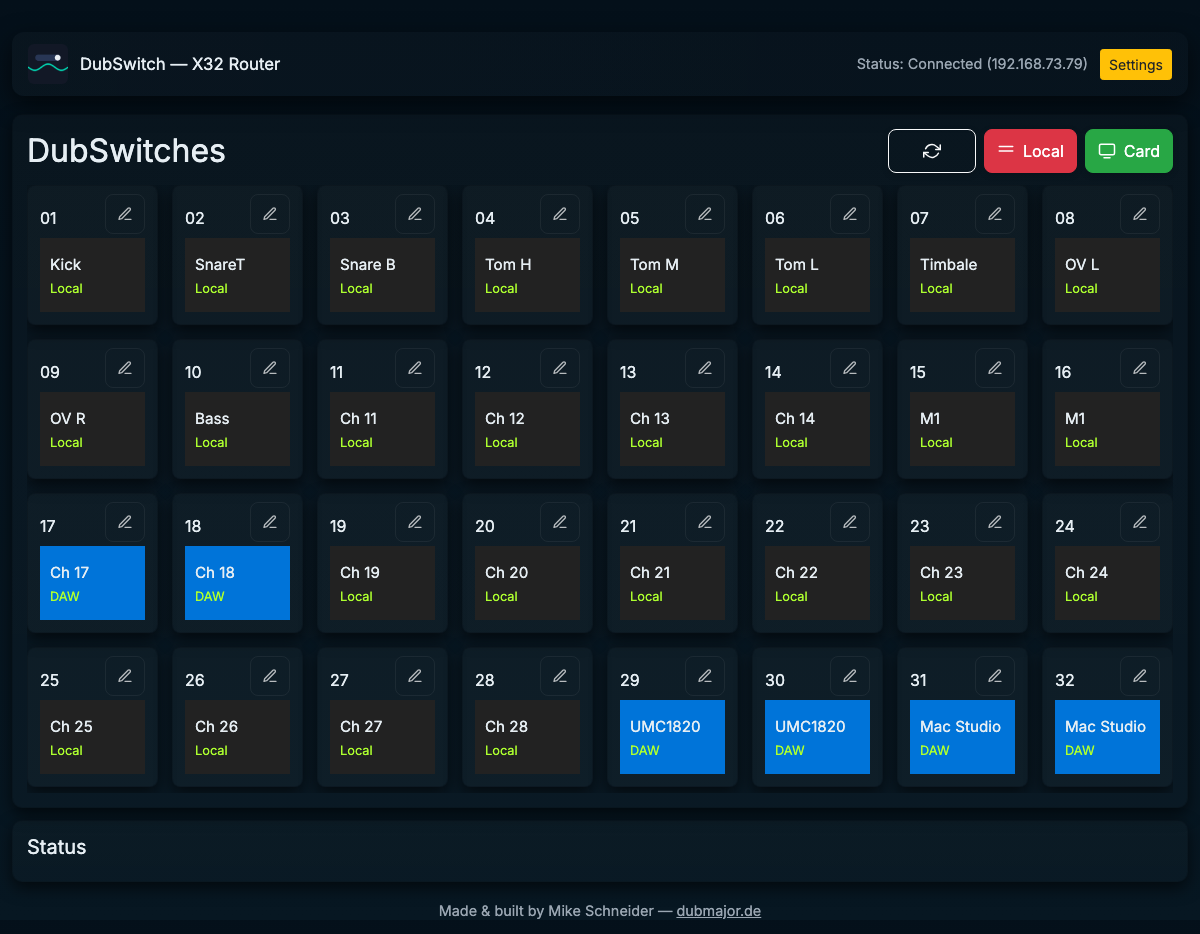 DubSwitch — X32 Router
Status: Connected (192.168.73.79)
Settings
DubSwitches
Local
Card
01 02 03 04 05 06 07 08
Kick SnareT Snare B Tom H Tom M Tom L Timbale OV L
Local Local Local Local Local Local Local Local
09 10 11 12 13 14 15 16
OV R Bass Ch 11 Ch 12 Ch 13 Ch 14 M1 M1
Local Local Local Local Local Local Local Local
17 18 19 20 21 22 23 24
Ch 17 Ch 18 Ch 19 Ch 20 Ch 21 Ch 22 Ch 23 Ch 24
DAW DAW Local Local Local Local Local Local
25 26 27 28 29 30 31 32
Ch 25 Ch 26 Ch 27 Ch 28 UMC1820 UMC1820 Mac Studio Mac Studio
Local Local Local Local DAW DAW DAW DAW
Status
Made & built by Mike Schneider — dubmajor.de